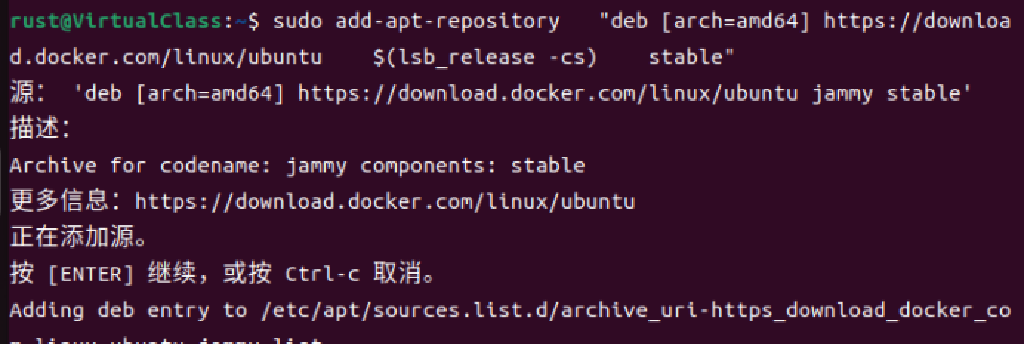 rust@VirtualClass:~$ sudo add-apt-repository   "deb [arch=amd64] https://downloa
d.docker.com/linux/ubuntu    $(lsb_release -cs)    stable"
源： 'deb [arch=amd64] https://download.docker.com/linux/ubuntu jammy stable'
描述：
Archive for codename: jammy components: stable
更多信息：https://download.docker.com/linux/ubuntu
正在添加源。
按 [ENTER] 继续，或按 Ctrl-c 取消。
Adding deb entry to /etc/apt/sources.list.d/archive_uri-https_download_docker_co